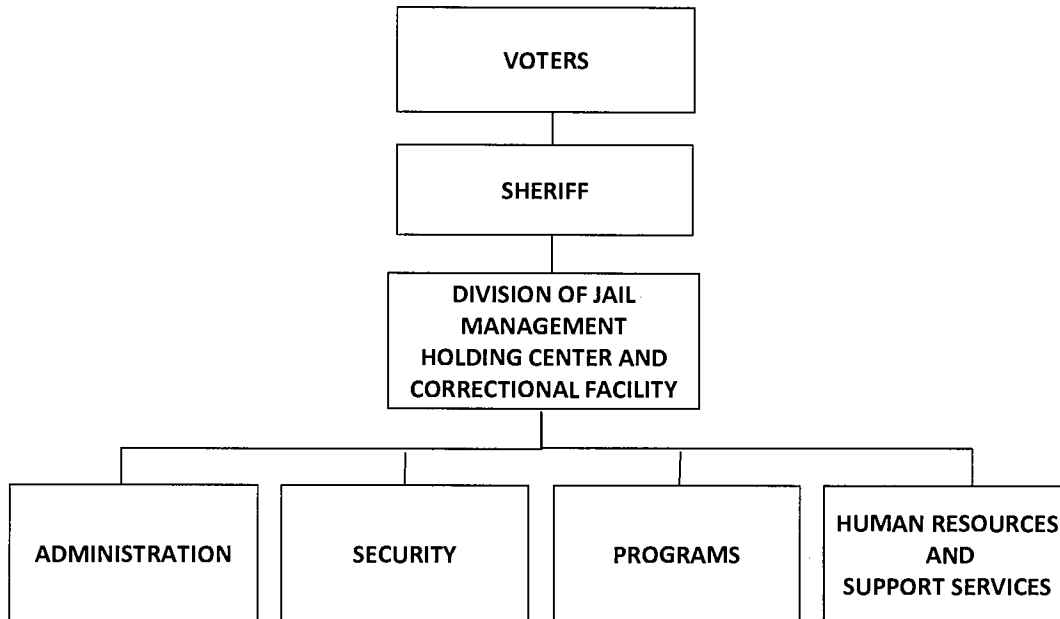 VOTERS
SHERIFF
DIVISION OF JAIL
MANAGEMENT
HOLDING CENTER AND
CORRECTIONAL FACILITY
ADMINISTRATION
SECURITY
PROGRAMS
HUMAN RESOURCES
AND
SUPPORT SERVICES